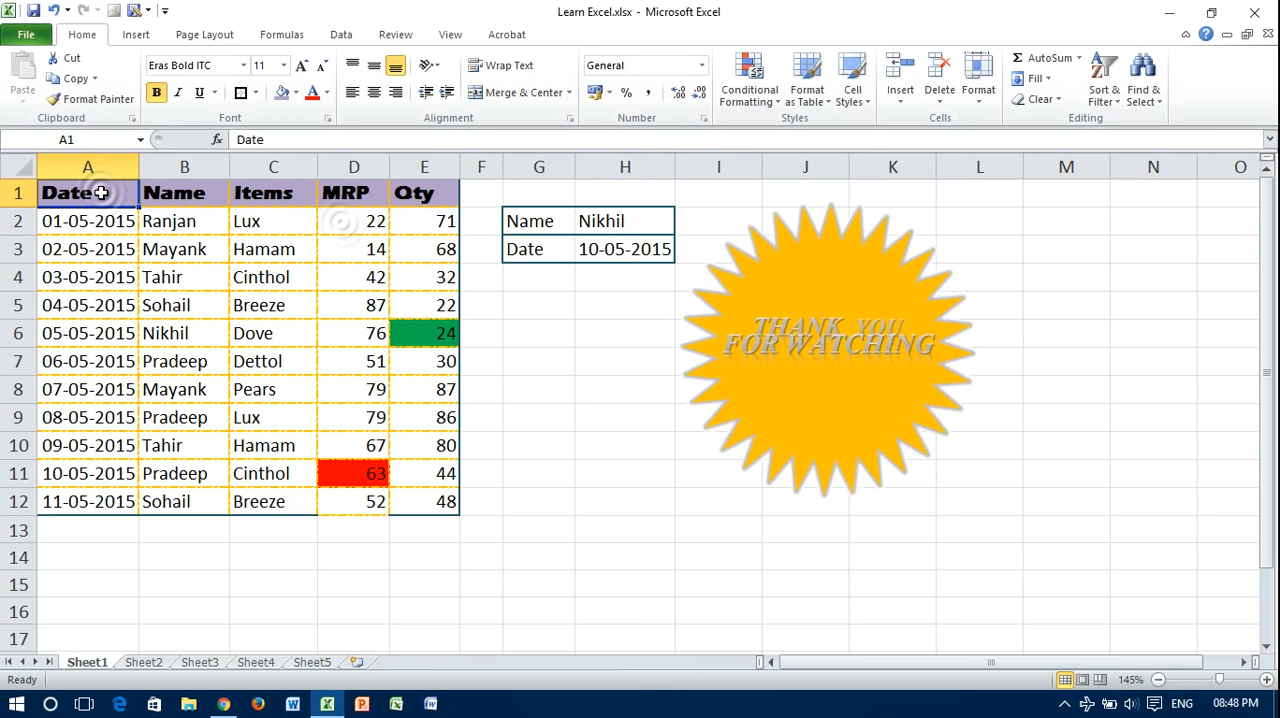 Learn Excel.xlsx - Microsoft Excel
File Home Insert Page Layout Formulas Data Review View Acrobat
Paste Cut Copy Format Painter Clipboard
Eras Bold ITC 11 A A B I U A Font
Wrap Text Merge & Center Alignment
General % , Number
Conditional Formatting Format as Table Cell Styles Styles
Insert Delete Format Cells
Σ AutoSum Fill Clear Sort & Filter Find & Select Editing
A1 fx Date
A B C D E F G H I J K L M N O
1 Date Name Items MRP Qty
2 01-05-2015 Ranjan Lux 22 71 Name Nikhil
3 02-05-2015 Mayank Hamam 14 68 Date 10-05-2015
4 03-05-2015 Tahir Cinthol 42 32
5 04-05-2015 Sohail Breeze 87 22
6 05-05-2015 Nikhil Dove 76 24
7 06-05-2015 Pradeep Dettol 51 30
8 07-05-2015 Mayank Pears 79 87
9 08-05-2015 Pradeep Lux 79 86
10 09-05-2015 Tahir Hamam 67 80
11 10-05-2015 Pradeep Cinthol 63 44
12 11-05-2015 Sohail Breeze 52 48
13
14
15
16
17
THANK YOU
FOR WATCHING
Sheet1 Sheet2 Sheet3 Sheet4 Sheet5
Ready 145%
ENG 08:48 PM